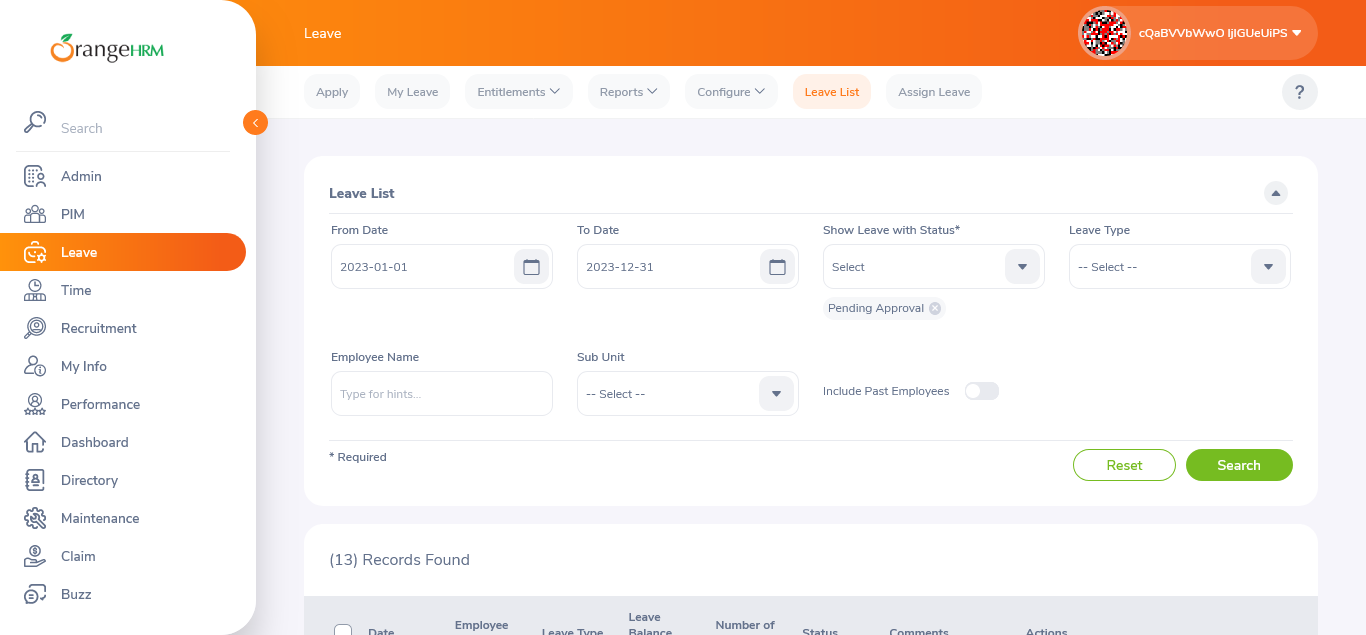 OrangeHRM
Leave
cQaBVVbWwO ljIGUeUiPS
Apply
My Leave
Entitlements
Reports
Configure
Leave List
Assign Leave
?
Search
Admin
PIM
Leave
Time
Recruitment
My Info
Performance
Dashboard
Directory
Maintenance
Claim
Buzz
Leave List
From Date
To Date
Show Leave with Status*
Leave Type
2023-01-01
2023-12-31
Select
-- Select --
Pending Approval
Employee Name
Sub Unit
Type for hints...
-- Select --
Include Past Employees
* Required
Reset
Search
(13) Records Found
Date
Employee
Leave Type
Leave
Balance
Number of
Status
Comments
Actions